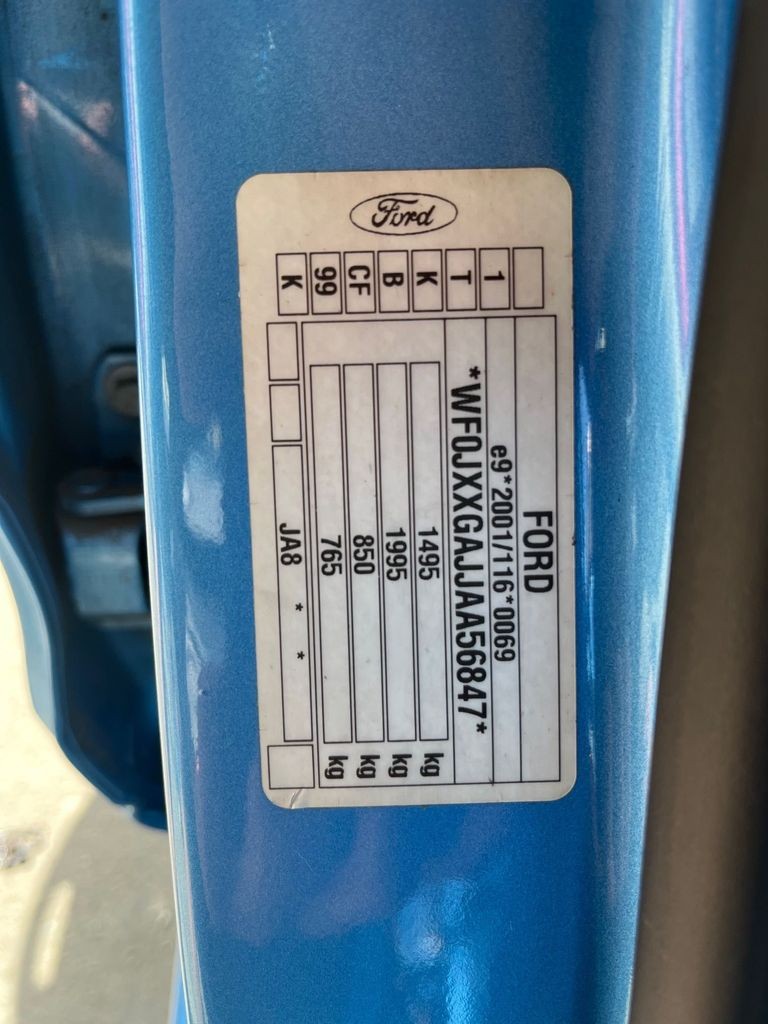 Ford
FORD
e9*2001/116*0069
*WF0JXXGAJJAA56847*
1495 kg
1995 kg
850 kg
765 kg
JA8 * *
1
T
K
B
CF
99
K